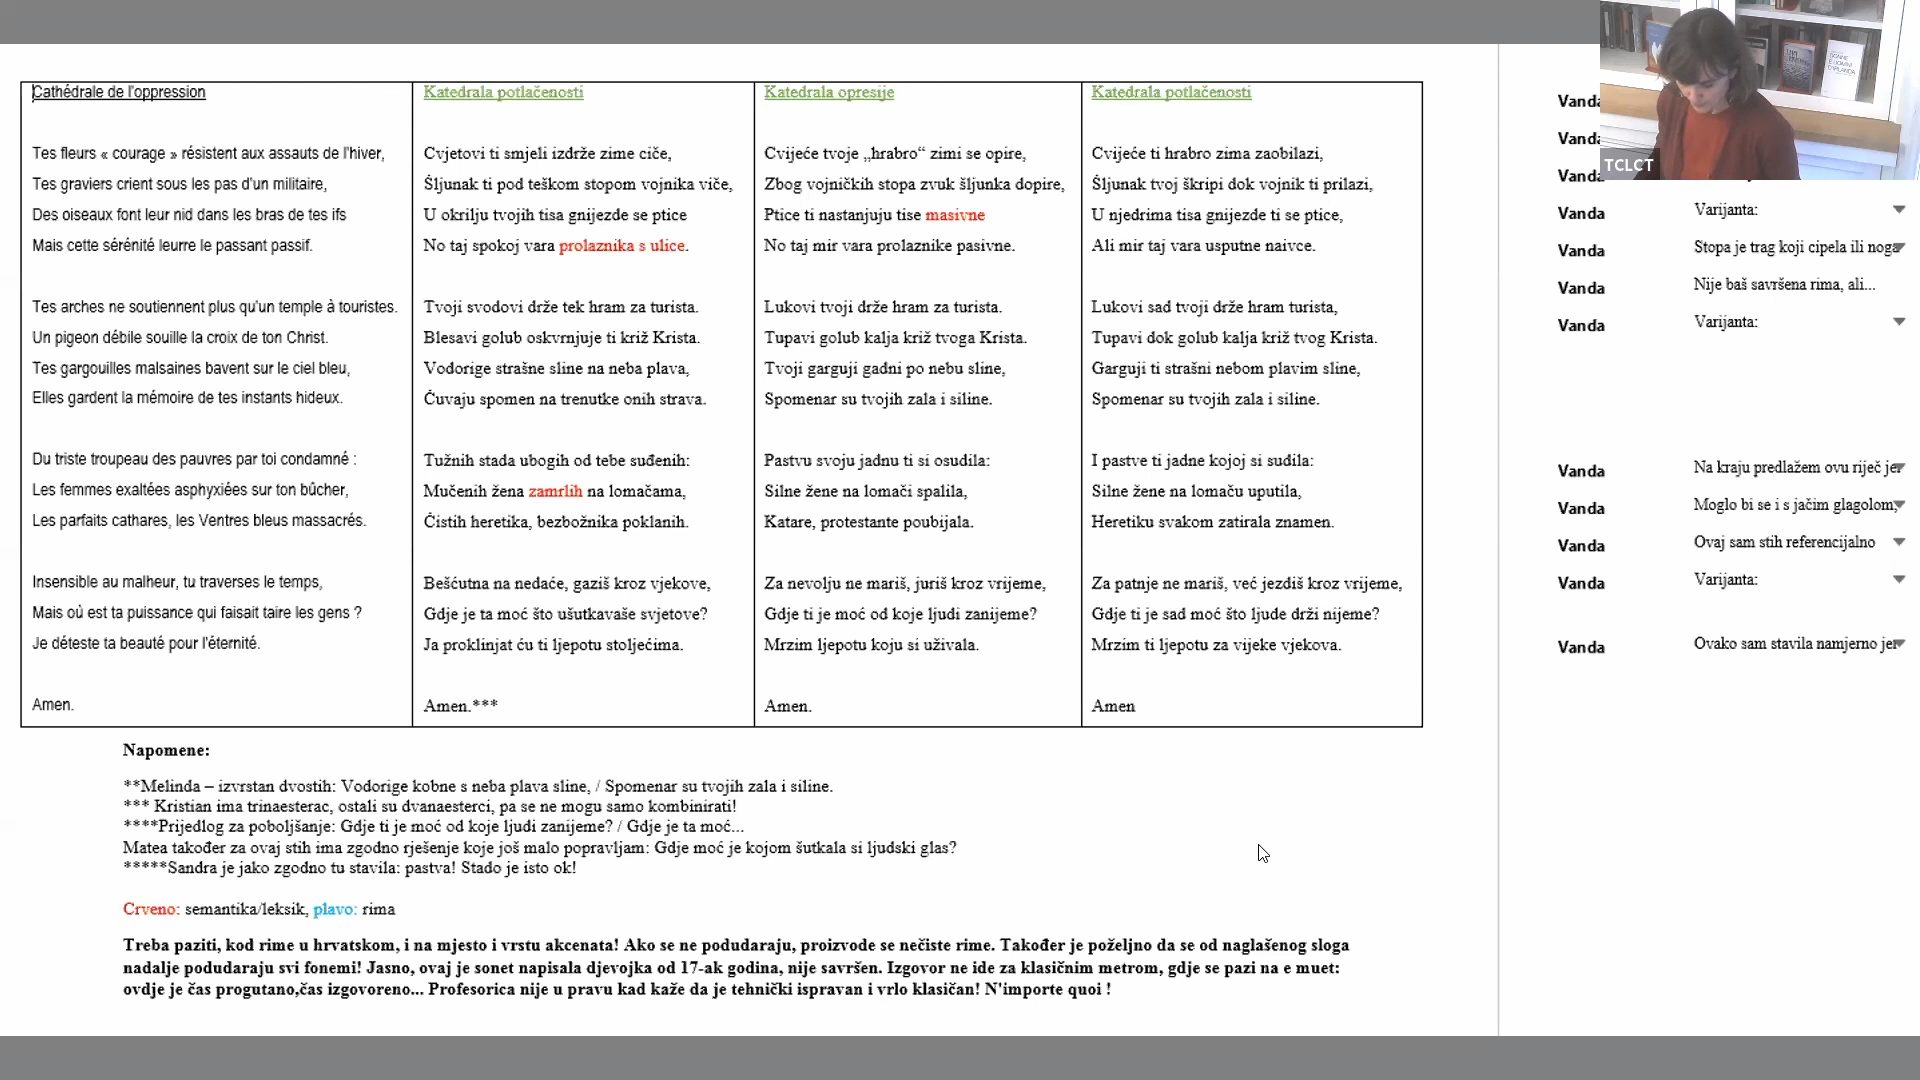 Cathédrale de l'oppression
Tes fleurs « courage » résistent aux assauts de l'hiver,
Tes graviers crient sous les pas d'un militaire,
Des oiseaux font leur nid dans les bras de tes ifs
Mais cette sérénité leurre le passant passif.
Tes arches ne soutiennent plus qu'un temple à touristes.
Un pigeon débile souille la croix de ton Christ.
Tes gargouilles malsaines bavent sur le ciel bleu,
Elles gardent la mémoire de tes instants hideux.
Du triste troupeau des pauvres par toi condamné :
Les femmes exaltées asphyxiées sur ton bûcher,
Les parfaits cathares, les Ventres bleus massacrés.
Insensible au malheur, tu traverses le temps,
Mais où est ta puissance qui faisait taire les gens ?
Je déteste ta beauté pour l'éternité.
Amen.
Katedrala potlačenosti
Cvjetovi ti smjeli izdrže zime ciče,
Šljunak ti pod teškom stopom vojnika viče,
U okrilju tvojih tisa gnijezde se ptice
No taj spokoj vara prolaznika s ulice.
Tvoji svodovi drže tek hram za turista.
Blesavi golub oskvrnjuje ti križ Krista.
Vodorige strašne sline na neba plava,
Čuvaju spomen na trenutke onih strava.
Tužnih stada ubogih od tebe suđenih:
Mučenih žena zamrlih na lomačama,
Čistih heretika, bezbožnika poklanih.
Bešćutna na nedaće, gaziš kroz vjekove,
Gdje je ta moć što ušutkavaše svjetove?
Ja proklinjat ću ti ljepotu stoljećima.
Amen.***
Katedrala opresije
Cvijeće tvoje „hrabro“ zimi se opire,
Zbog vojničkih stopa zvuk šljunka dopire,
Ptice ti nastanjuju tise masivne
No taj mir vara prolaznike pasivne.
Lukovi tvoji drže hram za turista.
Tupavi golub kalja križ tvoga Krista.
Tvoji garguji gadni po nebu sline,
Spomenar su tvojih zala i siline.
Pastvu svoju jadnu ti si osudila:
Silne žene na lomači spalila,
Katare, protestante poubijala.
Za nevolju ne mariš, juriš kroz vrijeme,
Gdje ti je moć od koje ljudi zanijeme?
Mrzim ljepotu koju si uživala.
Amen.
Katedrala potlačenosti
Cvijeće ti hrabro zima zaobilazi,
Šljunak tvoj škripi dok vojnik ti prilazi,
U njedrima tisa gnijezde ti se ptice,
Ali mir taj vara usputne naivce.
Lukovi sad tvoji drže hram turista,
Tupavi dok golub kalja križ tvog Krista.
Garguji ti strašni nebom plavim sline,
Spomenar su tvojih zala i siline.
I pastve ti jadne kojoj si sudila:
Silne žene na lomaču uputila,
Heretiku svakom zatirala znamen.
Za patnje ne mariš, već jezdiš kroz vrijeme,
Gdje ti je sad moć što ljude drži nijeme?
Mrzim ti ljepotu za vijeke vjekova.
Amen
Napomene:
**Melinda – izvrstan dvostih: Vodorige kobne s neba plava sline, / Spomenar su tvojih zala i siline.
*** Kristian ima trinaesterac, ostali su dvanaesterci, pa se ne mogu samo kombinirati!
****Prijedlog za poboljšanje: Gdje ti je moć od koje ljudi zanijeme? / Gdje je ta moć...
Matea također za ovaj stih ima zgodno rješenje koje još malo popravljam: Gdje moć je kojom šutkala si ljudski glas?
*****Sandra je jako zgodno tu stavila: pastva! Stado je isto ok!
Crveno: semantika/leksik, plavo: rima
Treba paziti, kod rime u hrvatskom, i na mjesto i vrstu akcenata! Ako se ne podudaraju, proizvode se nečiste rime. Također je poželjno da se od naglašenog sloga
nadalje podudaraju svi fonemi! Jasno, ovaj je sonet napisala djevojka od 17-ak godina, nije savršen. Izgovor ne ide za klasičnim metrom, gdje se pazi na e muet:
ovdje je čas progutano,čas izgovoreno... Profesorica nije u pravu kad kaže da je tehnički ispravan i vrlo klasičan! N'importe quoi !
TCLCT
Vanda
Vanda
Vanda
Vanda Varijanta:
Vanda Stopa je trag koji cipela ili noga
Vanda Nije baš savršena rima, ali...
Vanda Varijanta:
Vanda Na kraju predlažem ovu riječ jer
Vanda Moglo bi se i s jačim glagolom,
Vanda Ovaj sam stih referencijalno
Vanda Varijanta:
Vanda Ovako sam stavila namjerno jer